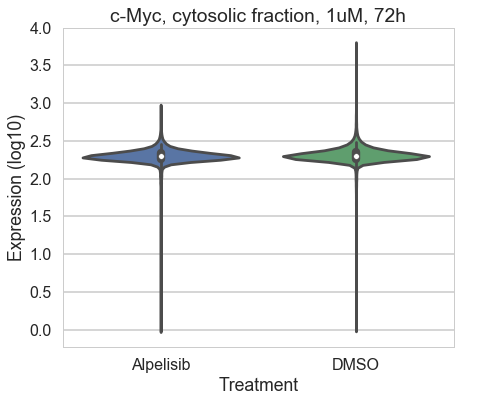 c-Myc, cytosolic fraction, 1uM, 72h
4.0
3.5
3.0
2.5
2.0
1.5
1.0
0.5
0.0
Expression (log10)
Alpelisib DMSO
Treatment